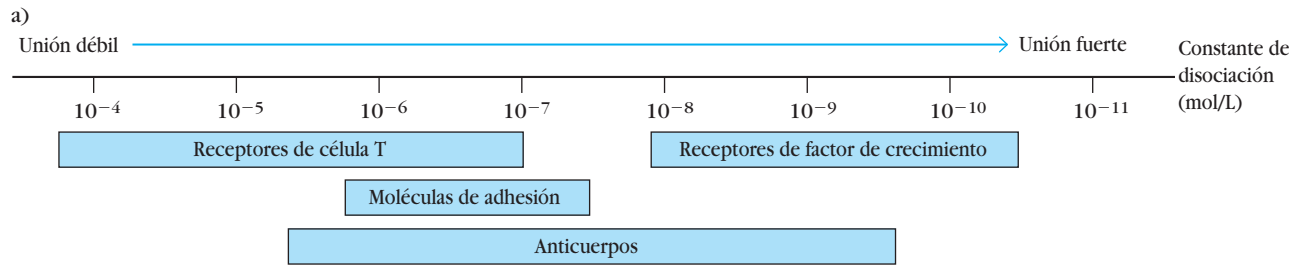 a)
Unión débil
Unión fuerte
Constante de
disociación
(mol/L)
10⁻⁴ 10⁻⁵ 10⁻⁶ 10⁻⁷ 10⁻⁸ 10⁻⁹ 10⁻¹⁰ 10⁻¹¹
Receptores de célula T
Receptores de factor de crecimiento
Moléculas de adhesión
Anticuerpos